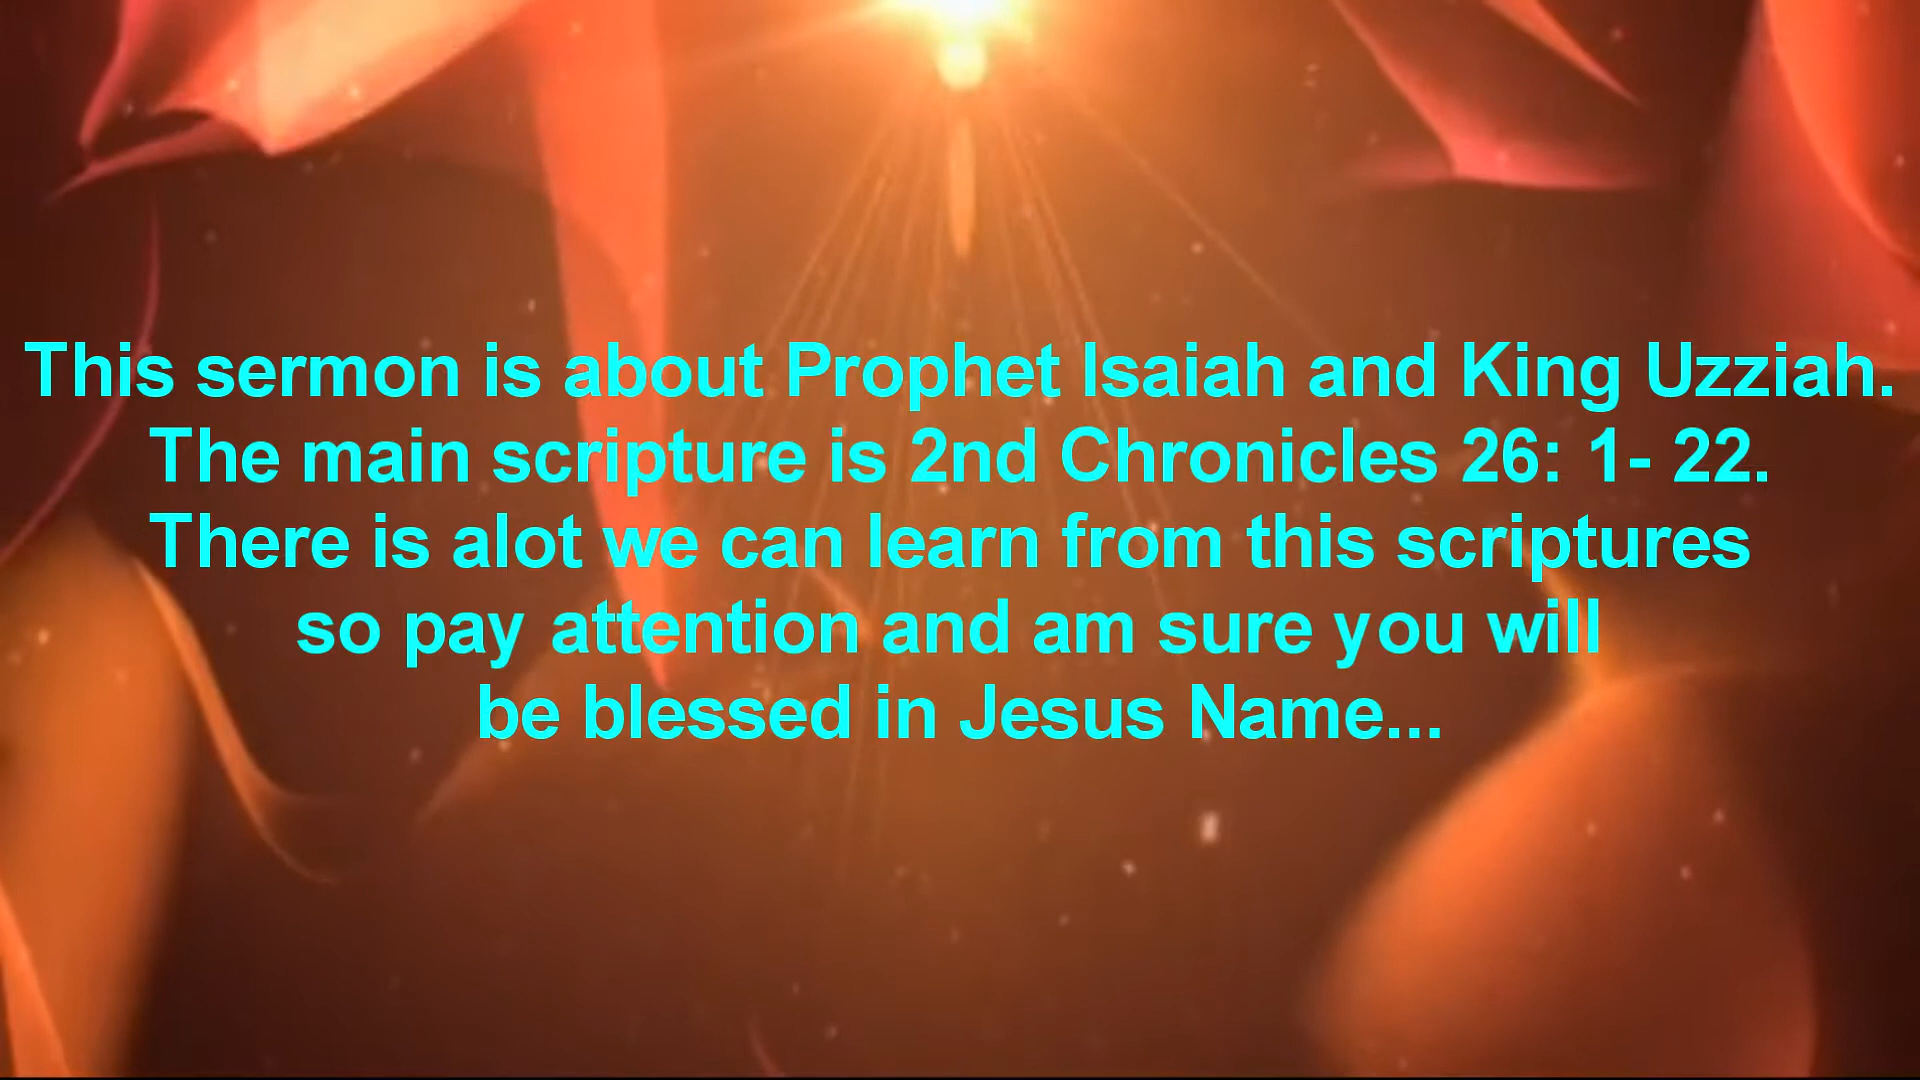 This sermon is about Prophet Isaiah and King Uzziah.
The main scripture is 2nd Chronicles 26: 1- 22.
There is alot we can learn from this scriptures
so pay attention and am sure you will
be blessed in Jesus Name...